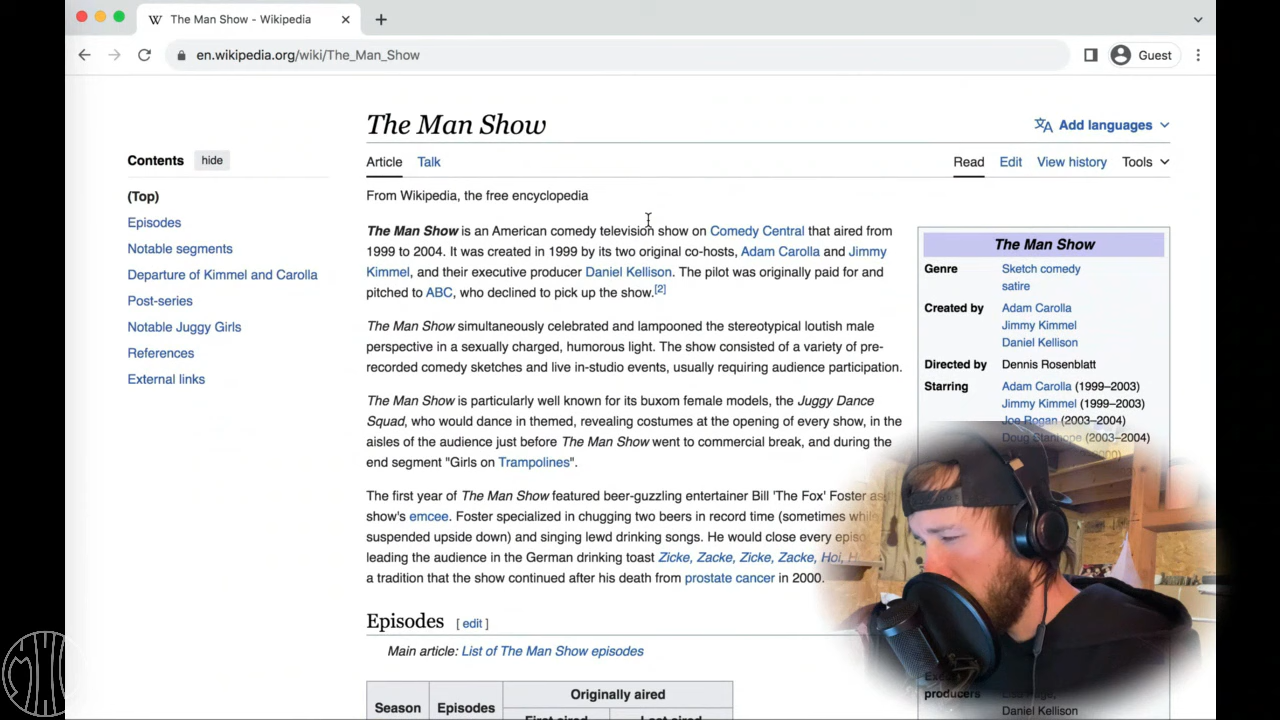 The Man Show - Wikipedia
en.wikipedia.org/wiki/The_Man_Show
Guest
The Man Show
Add languages
Contents hide
Article Talk
Read Edit View history Tools
(Top)
From Wikipedia, the free encyclopedia
Episodes
Notable segments
Departure of Kimmel and Carolla
Post-series
Notable Juggy Girls
References
External links
The Man Show is an American comedy television show on Comedy Central that aired from
1999 to 2004. It was created in 1999 by its two original co-hosts, Adam Carolla and Jimmy
Kimmel, and their executive producer Daniel Kellison. The pilot was originally paid for and
pitched to ABC, who declined to pick up the show.[2]
The Man Show simultaneously celebrated and lampooned the stereotypical loutish male
perspective in a sexually charged, humorous light. The show consisted of a variety of pre-
recorded comedy sketches and live in-studio events, usually requiring audience participation.
The Man Show is particularly well known for its buxom female models, the Juggy Dance
Squad, who would dance in themed, revealing costumes at the opening of every show, in the
aisles of the audience just before The Man Show went to commercial break, and during the
end segment "Girls on Trampolines".
The first year of The Man Show featured beer-guzzling entertainer Bill 'The Fox' Foster as
show's emcee. Foster specialized in chugging two beers in record time (sometimes while
suspended upside down) and singing lewd drinking songs. He would close every
leading the audience in the German drinking toast Zicke, Zacke, Zicke, Zacke, Hoi,
a tradition that the show continued after his death from prostate cancer in 2000.
Episodes [ edit ]
Main article: List of The Man Show episodes
Season Episodes Originally aired
First aired Last aired
The Man Show
Genre Sketch comedy
satire
Created by Adam Carolla
Jimmy Kimmel
Daniel Kellison
Directed by Dennis Rosenblatt
Starring Adam Carolla (1999–2003)
Jimmy Kimmel (1999–2003)
Joe Rogan (2003–2004)
Doug Stanhope (2003–2004)
producers
Daniel Kellison